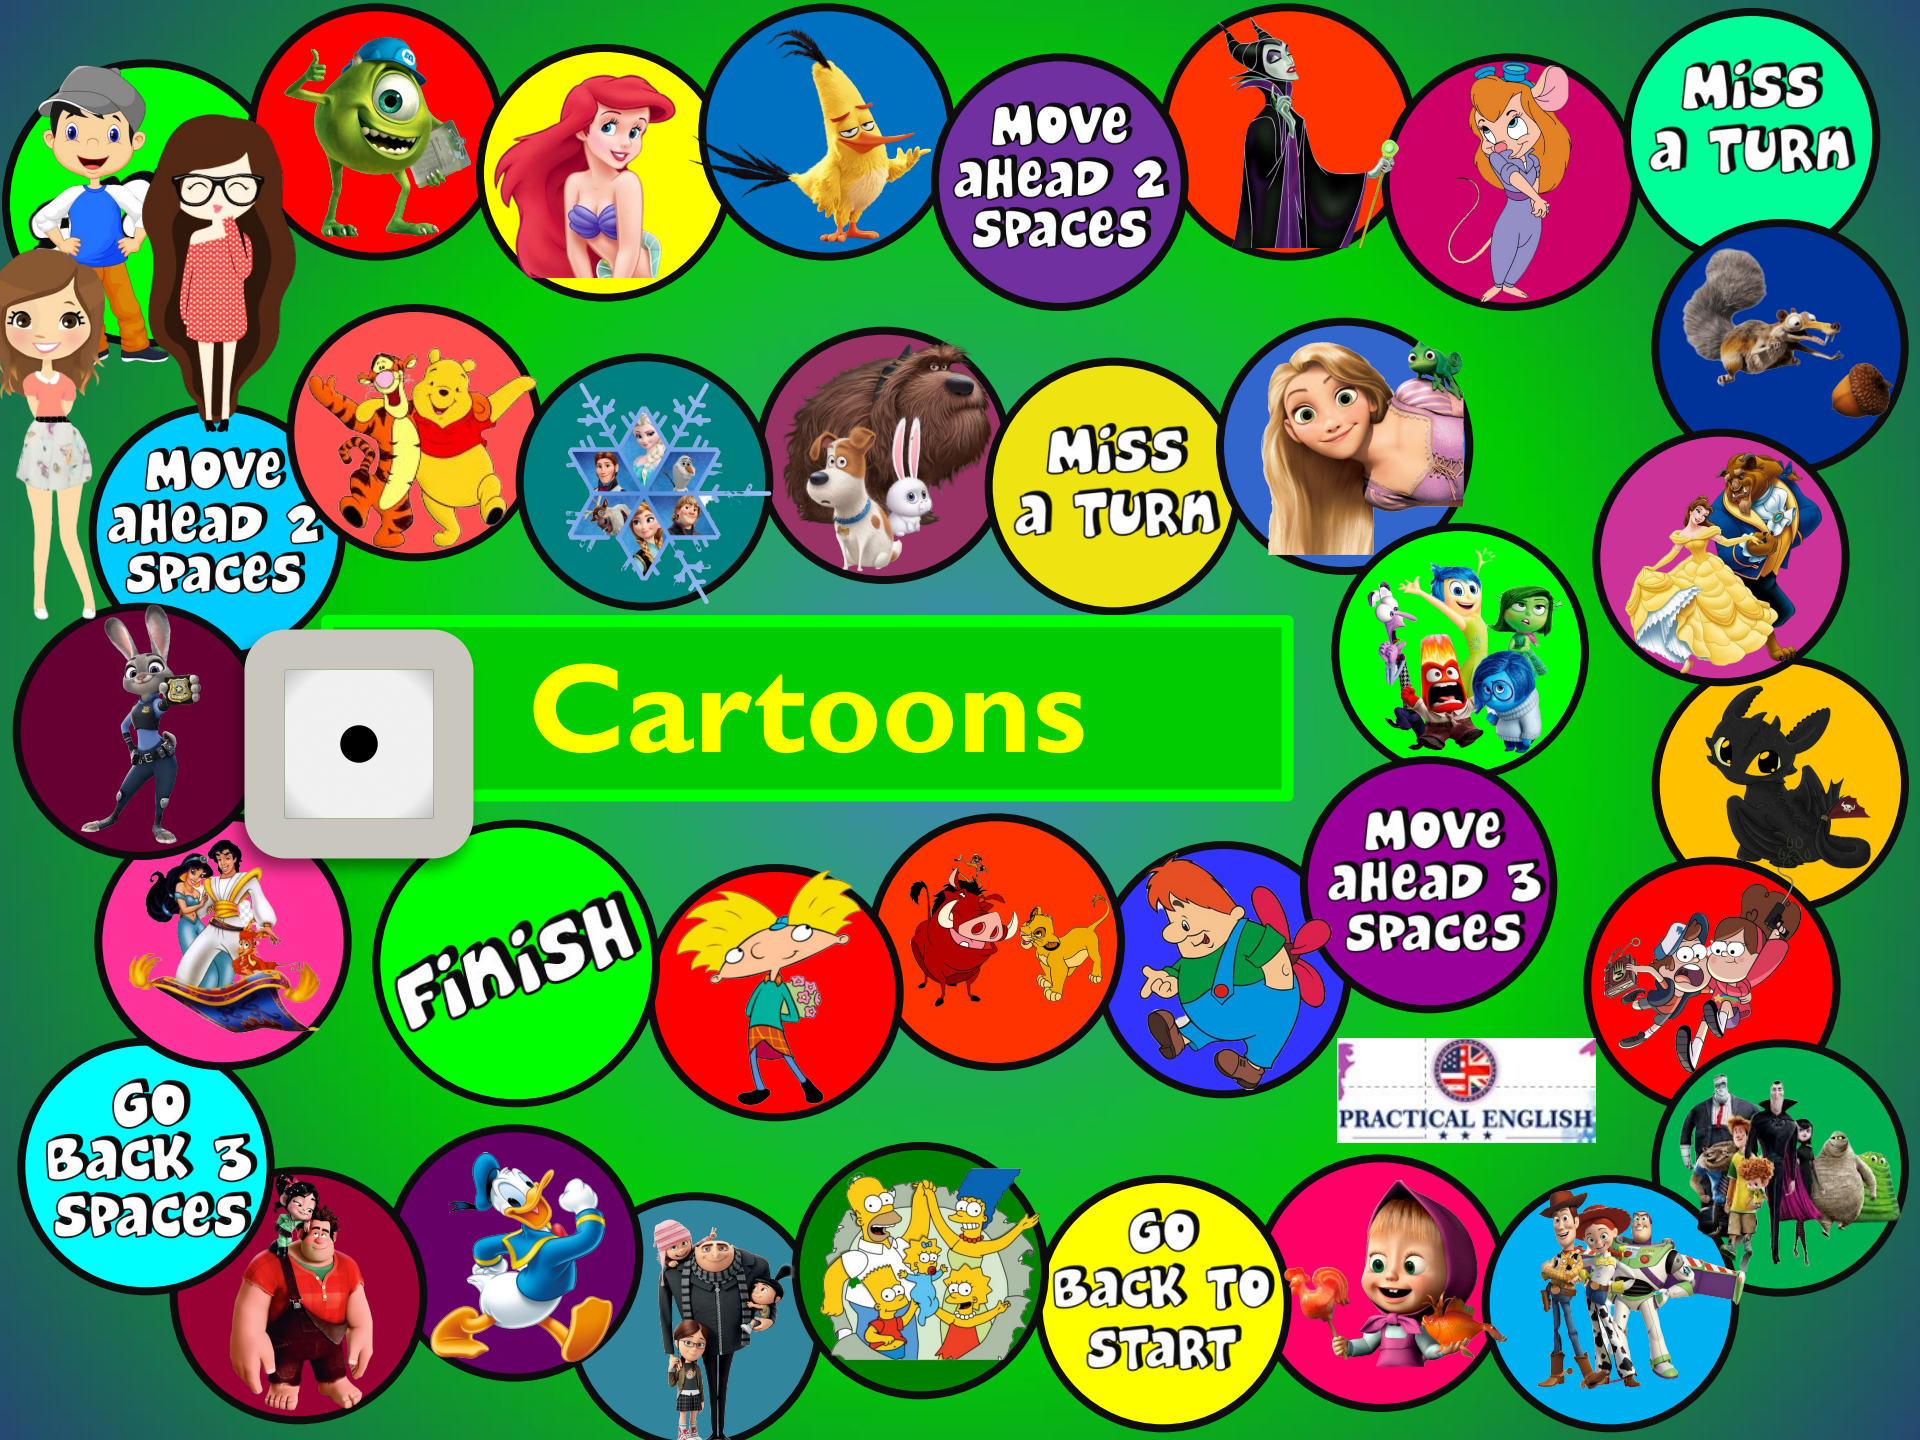 MOVE
AHEAD 2
SPACES
MISS
A TURN
MOVE
AHEAD 2
SPACES
MISS
A TURN
Cartoons
MOVE
AHEAD 3
SPACES
FINISH
PRACTICAL ENGLISH
GO
BACK 3
SPACES
GO
BACK TO
START